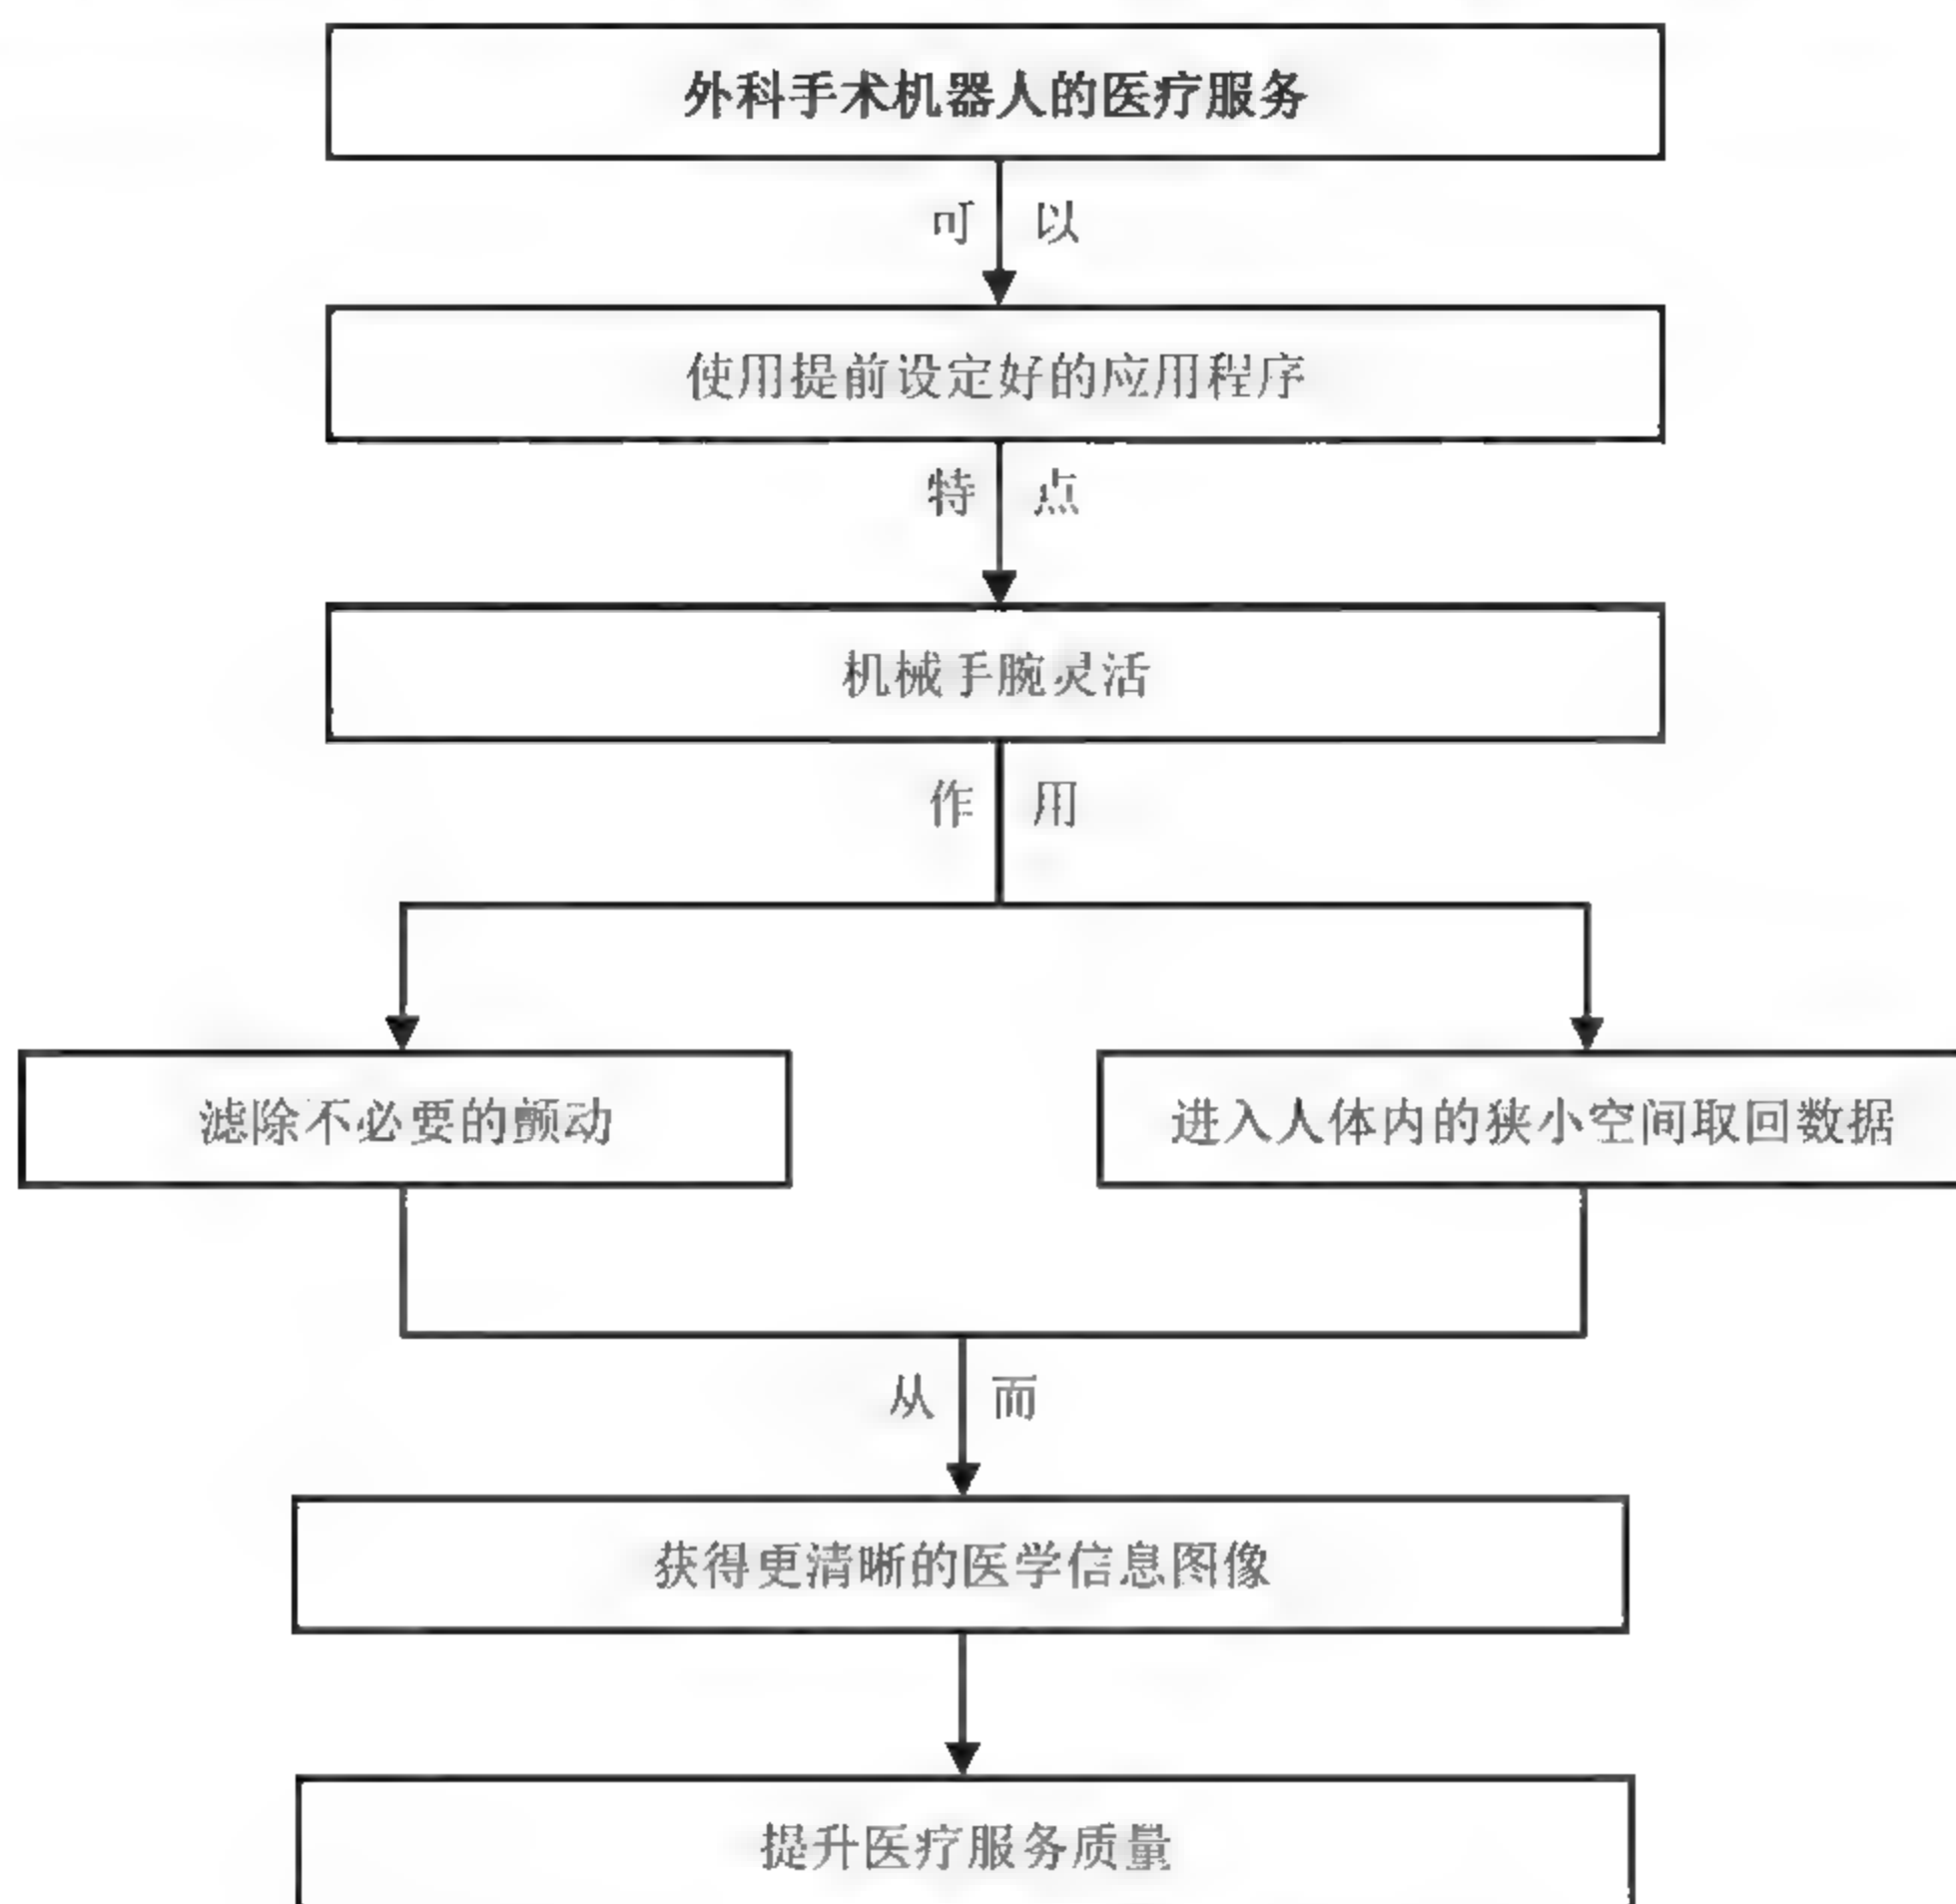 外科手术机器人的医疗服务
可以
使用提前设定好的应用程序
特点
机械手腕灵活
作用
滤除不必要的颤动
进入人体内的狭小空间取回数据
从而
获得更清晰的医学信息图像
提升医疗服务质量